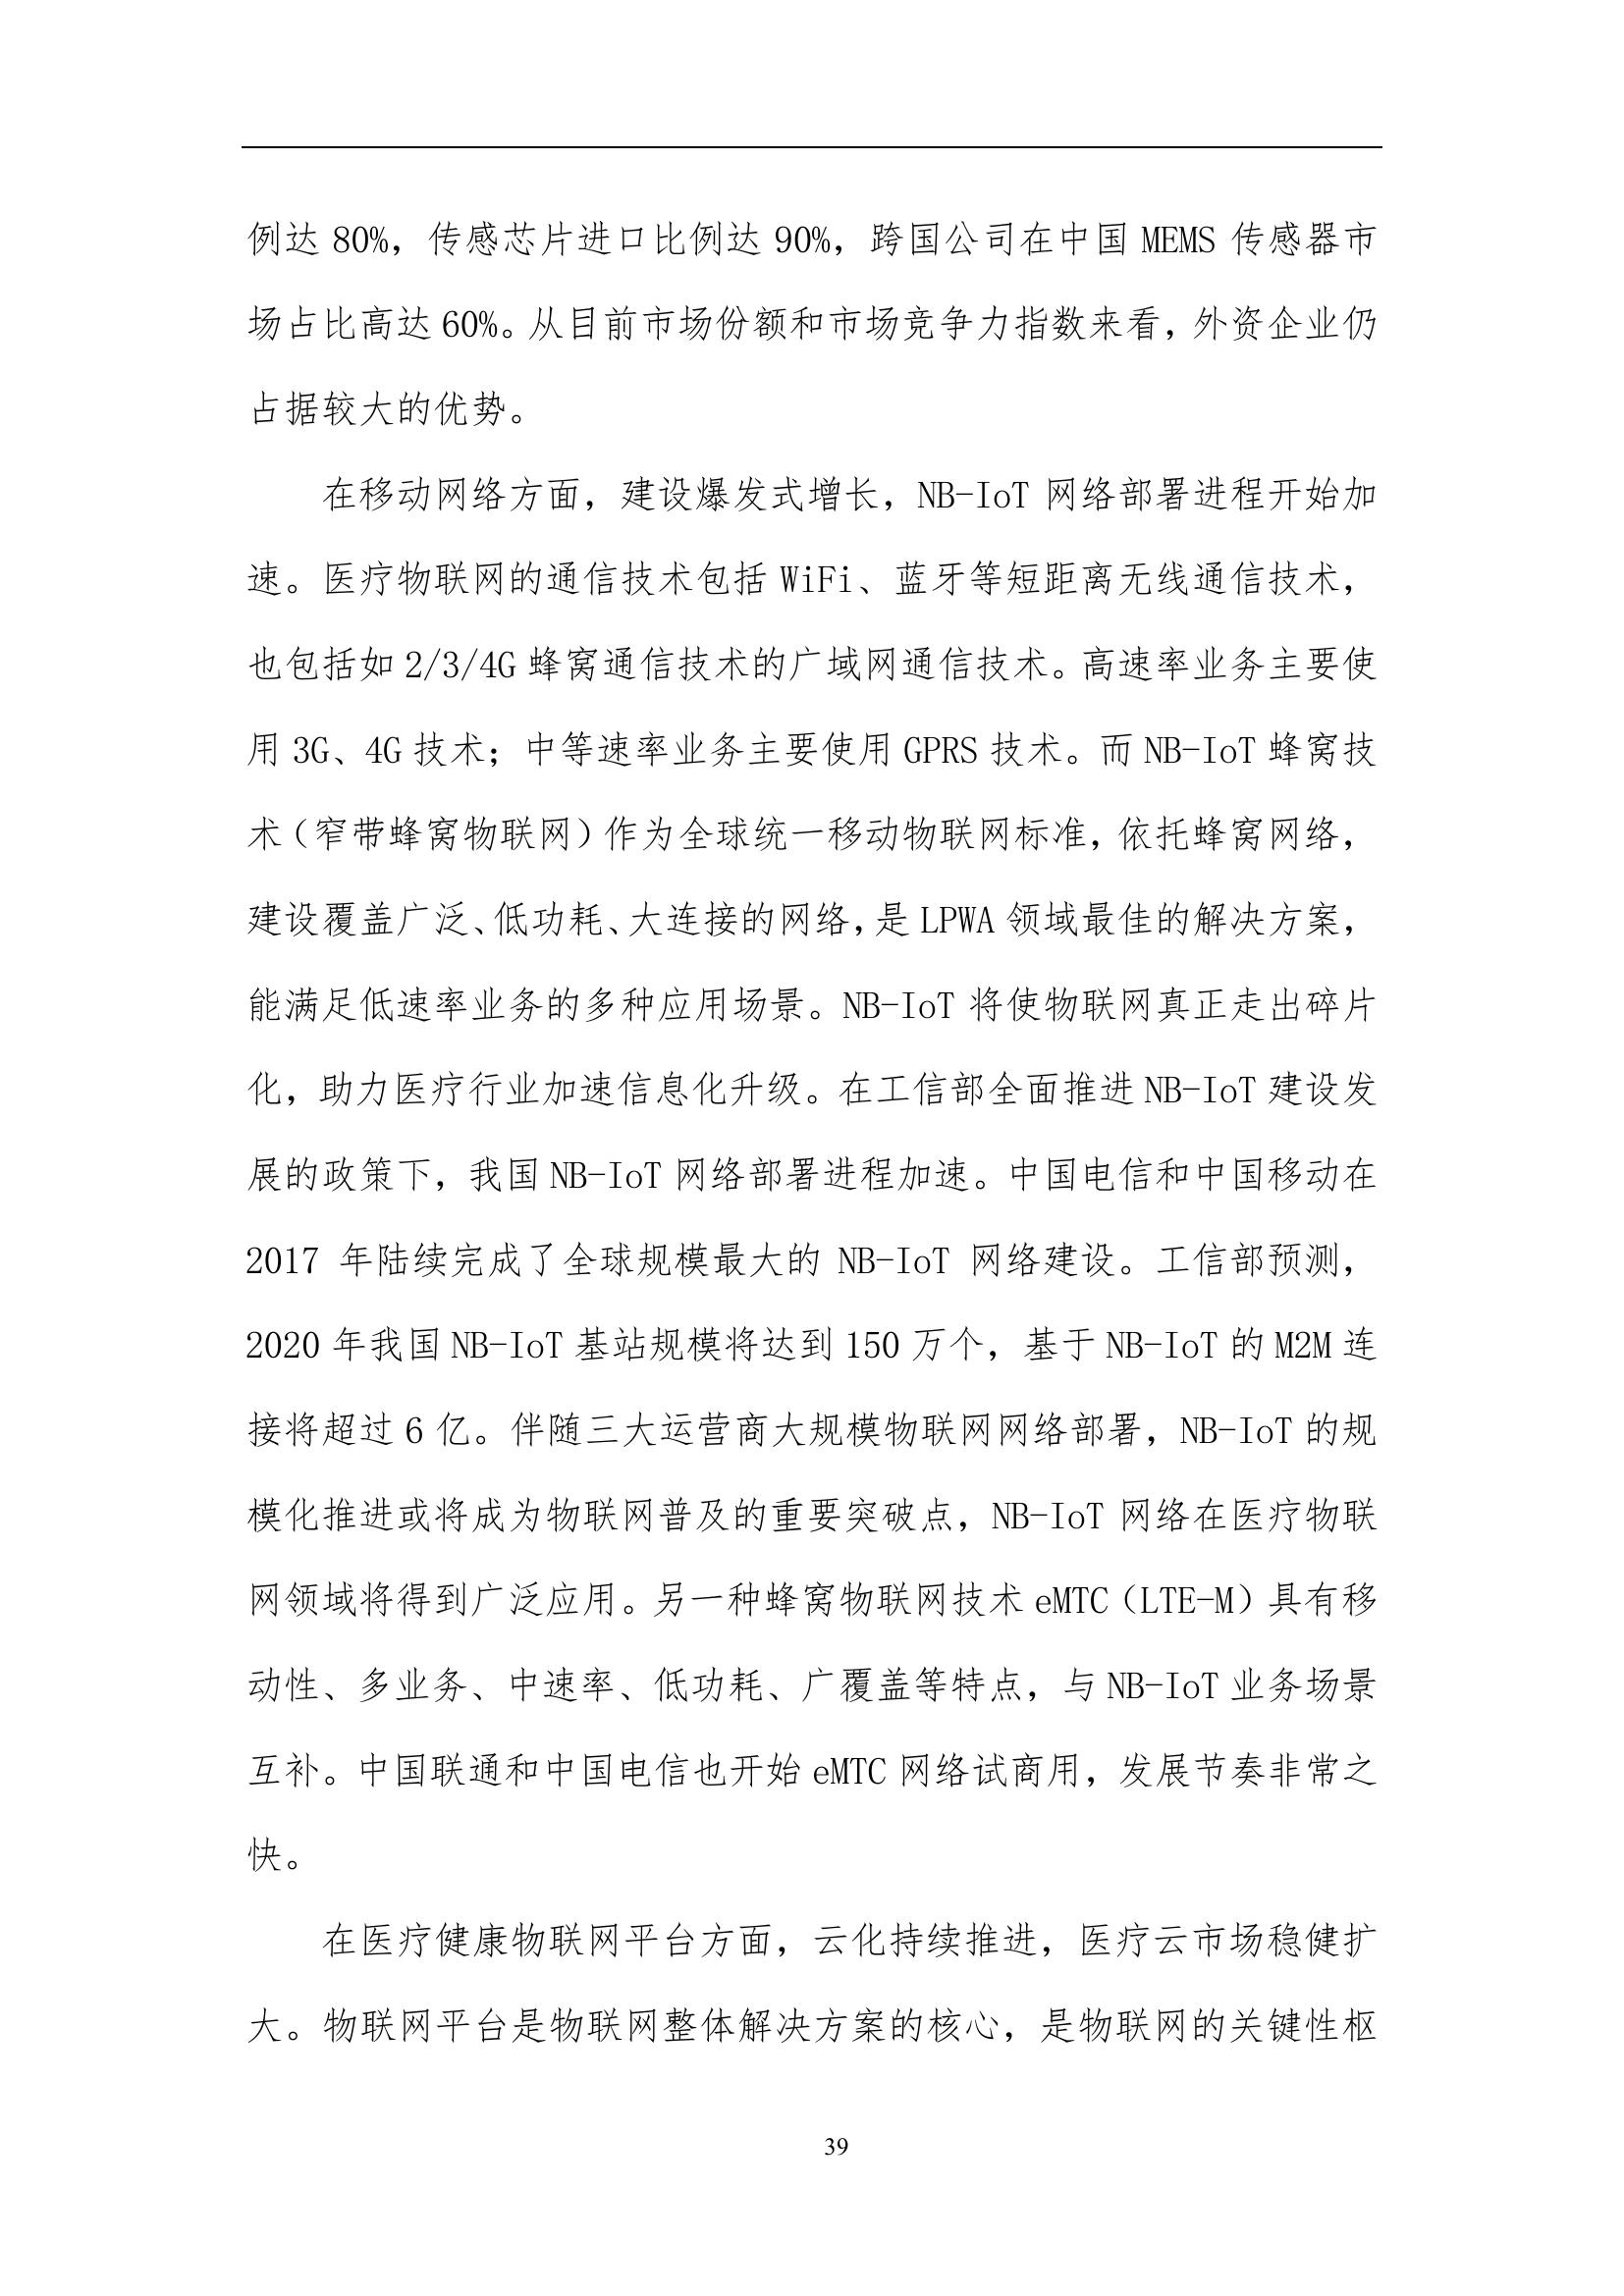 例达 80%，传感芯片进口比例达 90%，跨国公司在中国 MEMS 传感器市
场占比高达 60%。从目前市场份额和市场竞争力指数来看，外资企业仍
占据较大的优势。
在移动网络方面，建设爆发式增长，NB-IoT 网络部署进程开始加
速。医疗物联网的通信技术包括 WiFi、蓝牙等短距离无线通信技术，
也包括如 2/3/4G 蜂窝通信技术的广域网通信技术。高速率业务主要使
用 3G、4G 技术；中等速率业务主要使用 GPRS 技术。而 NB-IoT 蜂窝技
术（窄带蜂窝物联网）作为全球统一移动物联网标准，依托蜂窝网络，
建设覆盖广泛、低功耗、大连接的网络，是 LPWA 领域最佳的解决方案，
能满足低速率业务的多种应用场景。NB-IoT 将使物联网真正走出碎片
化，助力医疗行业加速信息化升级。在工信部全面推进 NB-IoT 建设发
展的政策下，我国 NB-IoT 网络部署进程加速。中国电信和中国移动在
2017 年陆续完成了全球规模最大的 NB-IoT 网络建设。工信部预测，
2020 年我国 NB-IoT 基站规模将达到 150 万个，基于 NB-IoT 的 M2M 连
接将超过 6 亿。伴随三大运营商大规模物联网网络部署，NB-IoT 的规
模化推进或将成为物联网普及的重要突破点，NB-IoT 网络在医疗物联
网领域将得到广泛应用。另一种蜂窝物联网技术 eMTC（LTE-M）具有移
动性、多业务、中速率、低功耗、广覆盖等特点，与 NB-IoT 业务场景
互补。中国联通和中国电信也开始 eMTC 网络试商用，发展节奏非常之
快。
在医疗健康物联网平台方面，云化持续推进，医疗云市场稳健扩
大。物联网平台是物联网整体解决方案的核心，是物联网的关键性枢
39